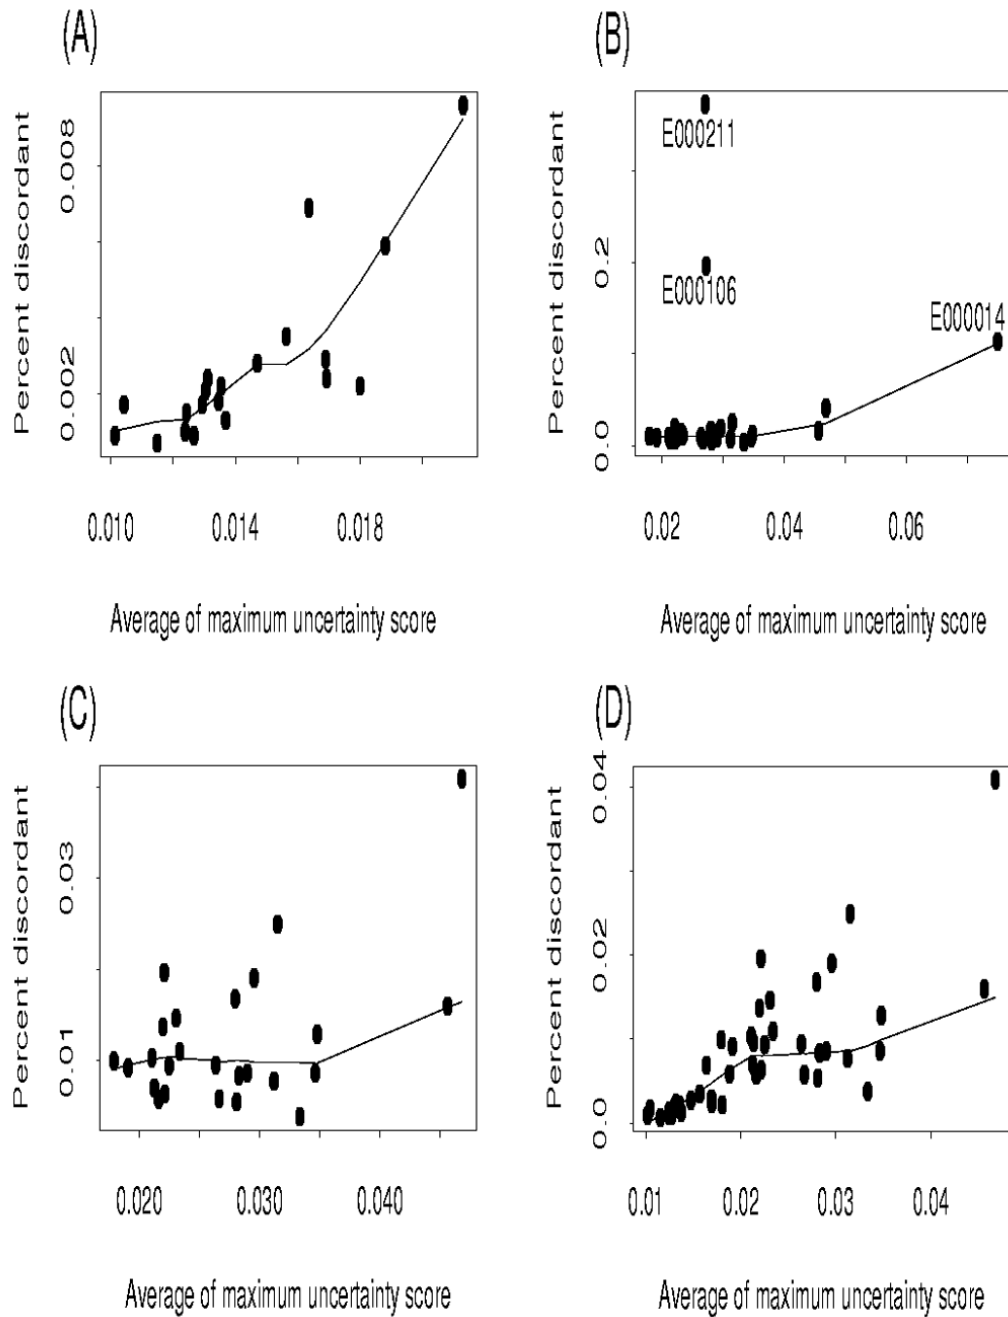 (A)
Percent discordant
0.008
0.002
0.010 0.014 0.018
Average of maximum uncertainty score
(B)
Percent discordant
0.2
0.0
E000211
E000106
E000014
0.02 0.04 0.06
Average of maximum uncertainty score
(C)
Percent discordant
0.03
0.01
0.020 0.030 0.040
Average of maximum uncertainty score
(D)
Percent discordant
0.04
0.02
0.0
0.01 0.02 0.03 0.04
Average of maximum uncertainty score